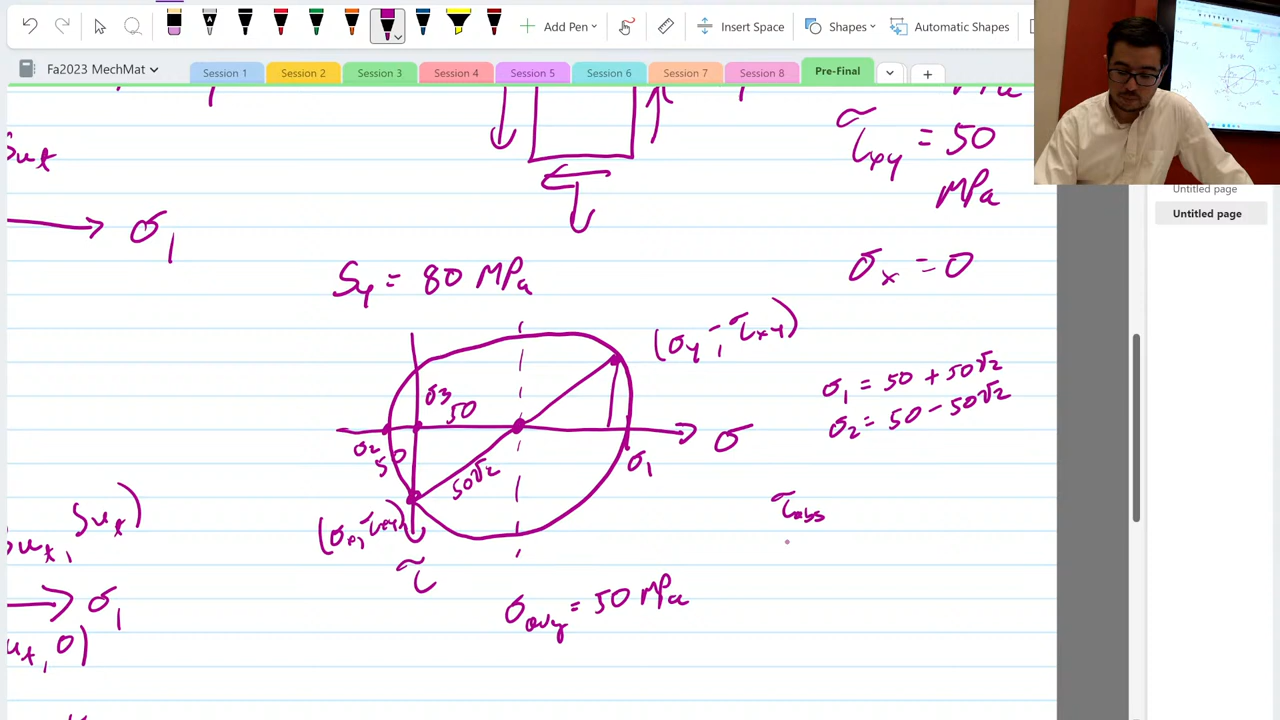 Add Pen
Insert Space
Shapes
Automatic Shapes
Fa2023 MechMat
Session 1
Session 2
Session 3
Session 4
Session 5
Session 6
Session 7
Session 8
Pre-Final
Untitled page
Untitled page
τxy = 50
MPa
σ1
σx = 0
Sy = 80 MPa
(σy, -τxy)
σ1 = 50 + 50√2
σ2 = 50 - 50√2
σ3
50
σ
σ2
50
50√2
σ1
τabs
Sut)
(σx, τxy)
τ
σavg = 50 MPa
σ1